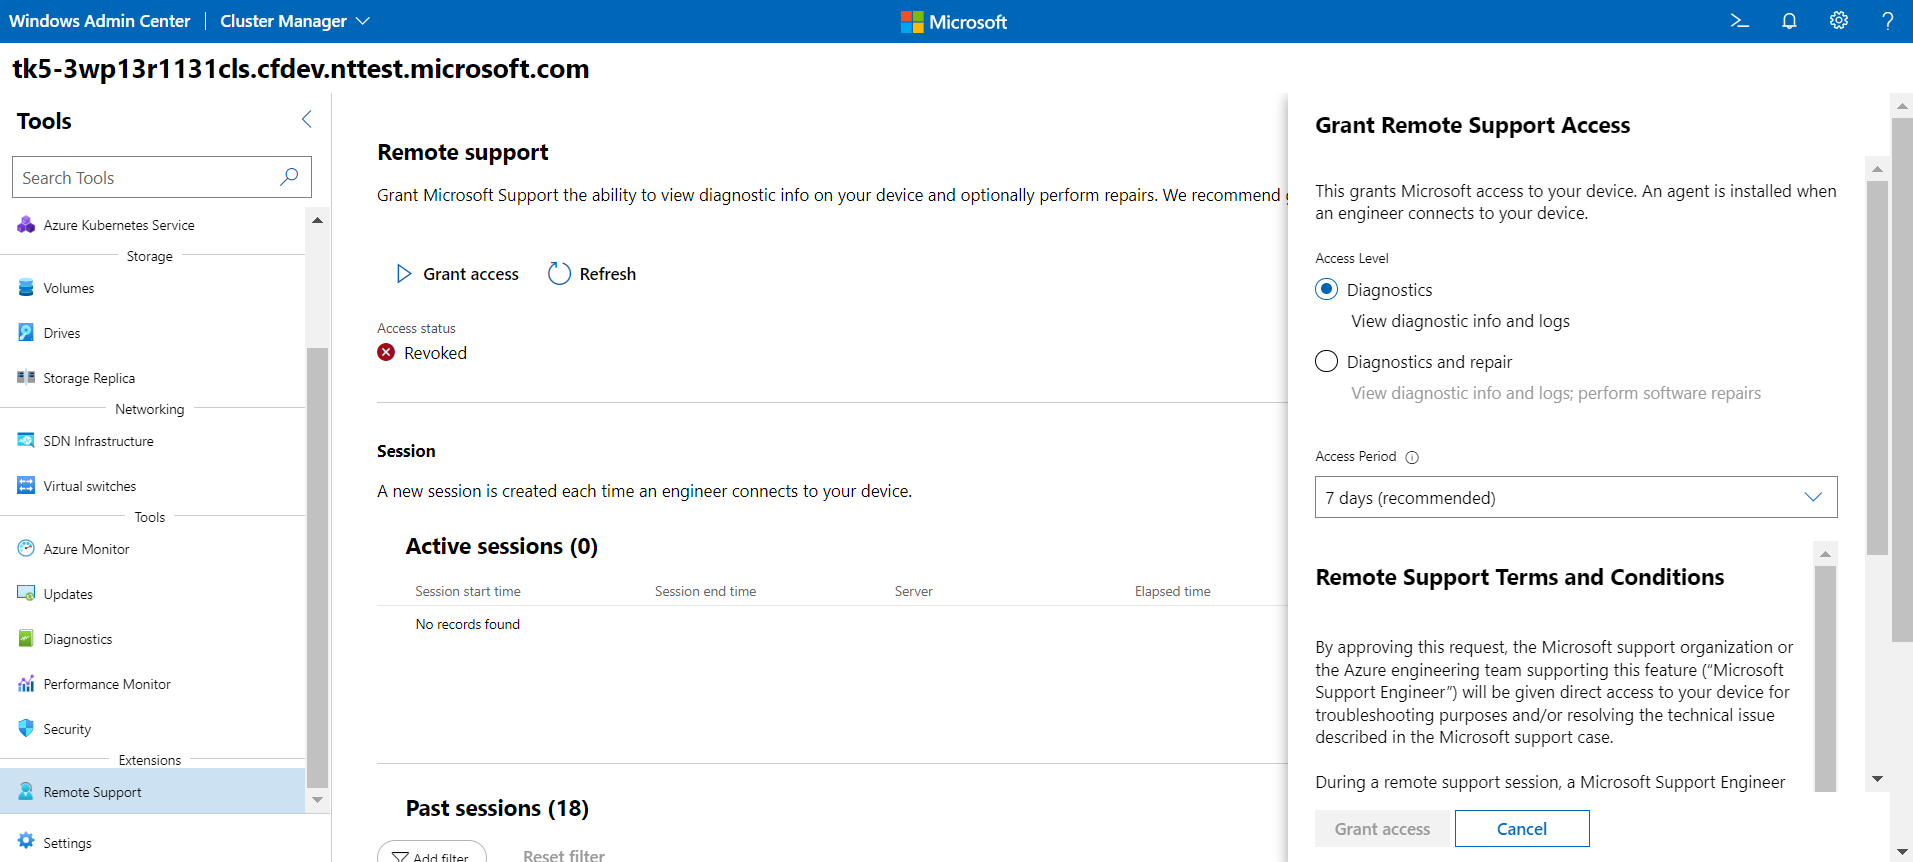 Windows Admin Center
Cluster Manager
Microsoft
tk5-3wp13r1131cls.cfdev.nttest.microsoft.com
Tools
Search Tools
Azure Kubernetes Service
Storage
Volumes
Drives
Storage Replica
Networking
SDN Infrastructure
Virtual switches
Tools
Azure Monitor
Updates
Diagnostics
Performance Monitor
Security
Extensions
Remote Support
Settings
Remote support
Grant Microsoft Support the ability to view diagnostic info on your device and optionally perform repairs. We recommend
Grant access
Refresh
Access status
Revoked
Session
A new session is created each time an engineer connects to your device.
Active sessions (0)
Session start time Session end time Server Elapsed time
No records found
Past sessions (18)
Add filter
Reset filter
Grant Remote Support Access
This grants Microsoft access to your device. An agent is installed when
an engineer connects to your device.
Access Level
Diagnostics
View diagnostic info and logs
Diagnostics and repair
View diagnostic info and logs; perform software repairs
Access Period
7 days (recommended)
Remote Support Terms and Conditions
By approving this request, the Microsoft support organization or
the Azure engineering team supporting this feature (“Microsoft
Support Engineer”) will be given direct access to your device for
troubleshooting purposes and/or resolving the technical issue
described in the Microsoft support case.
During a remote support session, a Microsoft Support Engineer
Grant access
Cancel